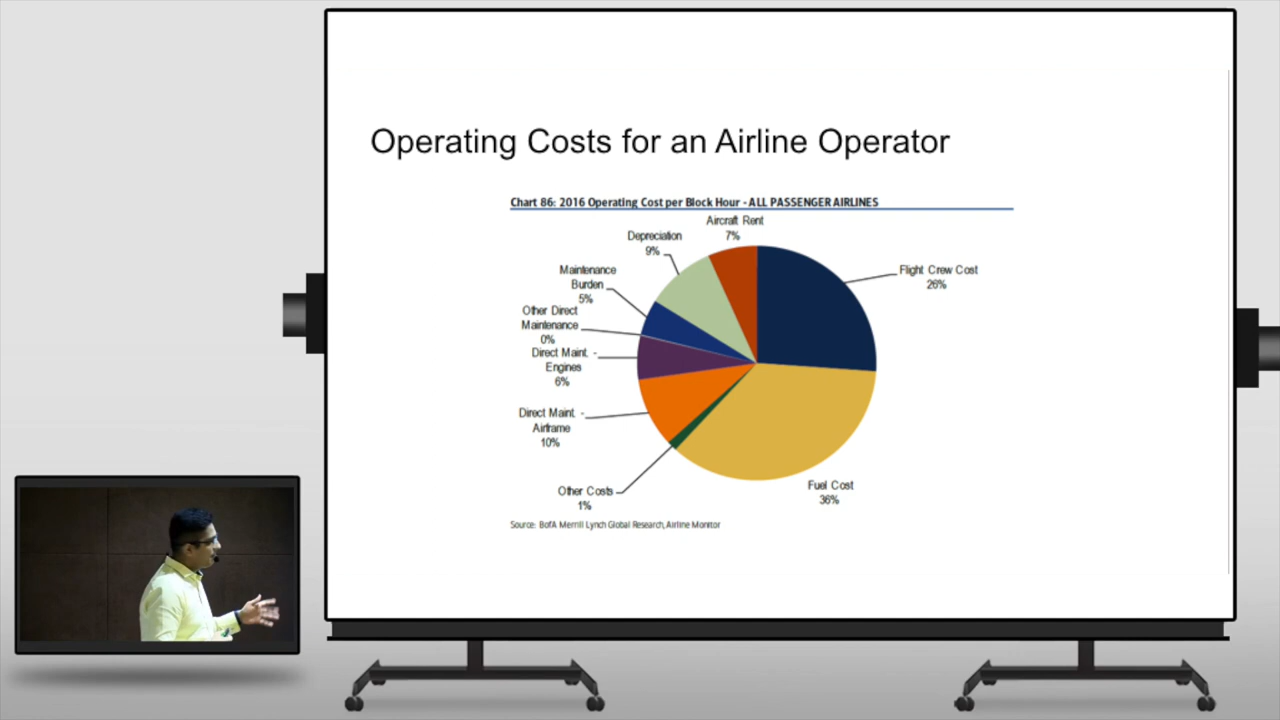 Operating Costs for an Airline Operator
Chart 86: 2016 Operating Cost per Block Hour - ALL PASSENGER AIRLINES
Aircraft Rent
7%
Depreciation
9%
Maintenance
Burden
5%
Other Direct
Maintenance
0%
Direct Maint. -
Engines
6%
Direct Maint. -
Airframe
10%
Other Costs
1%
Flight Crew Cost
26%
Fuel Cost
36%
Source: BofA Merrill Lynch Global Research, Airline Monitor